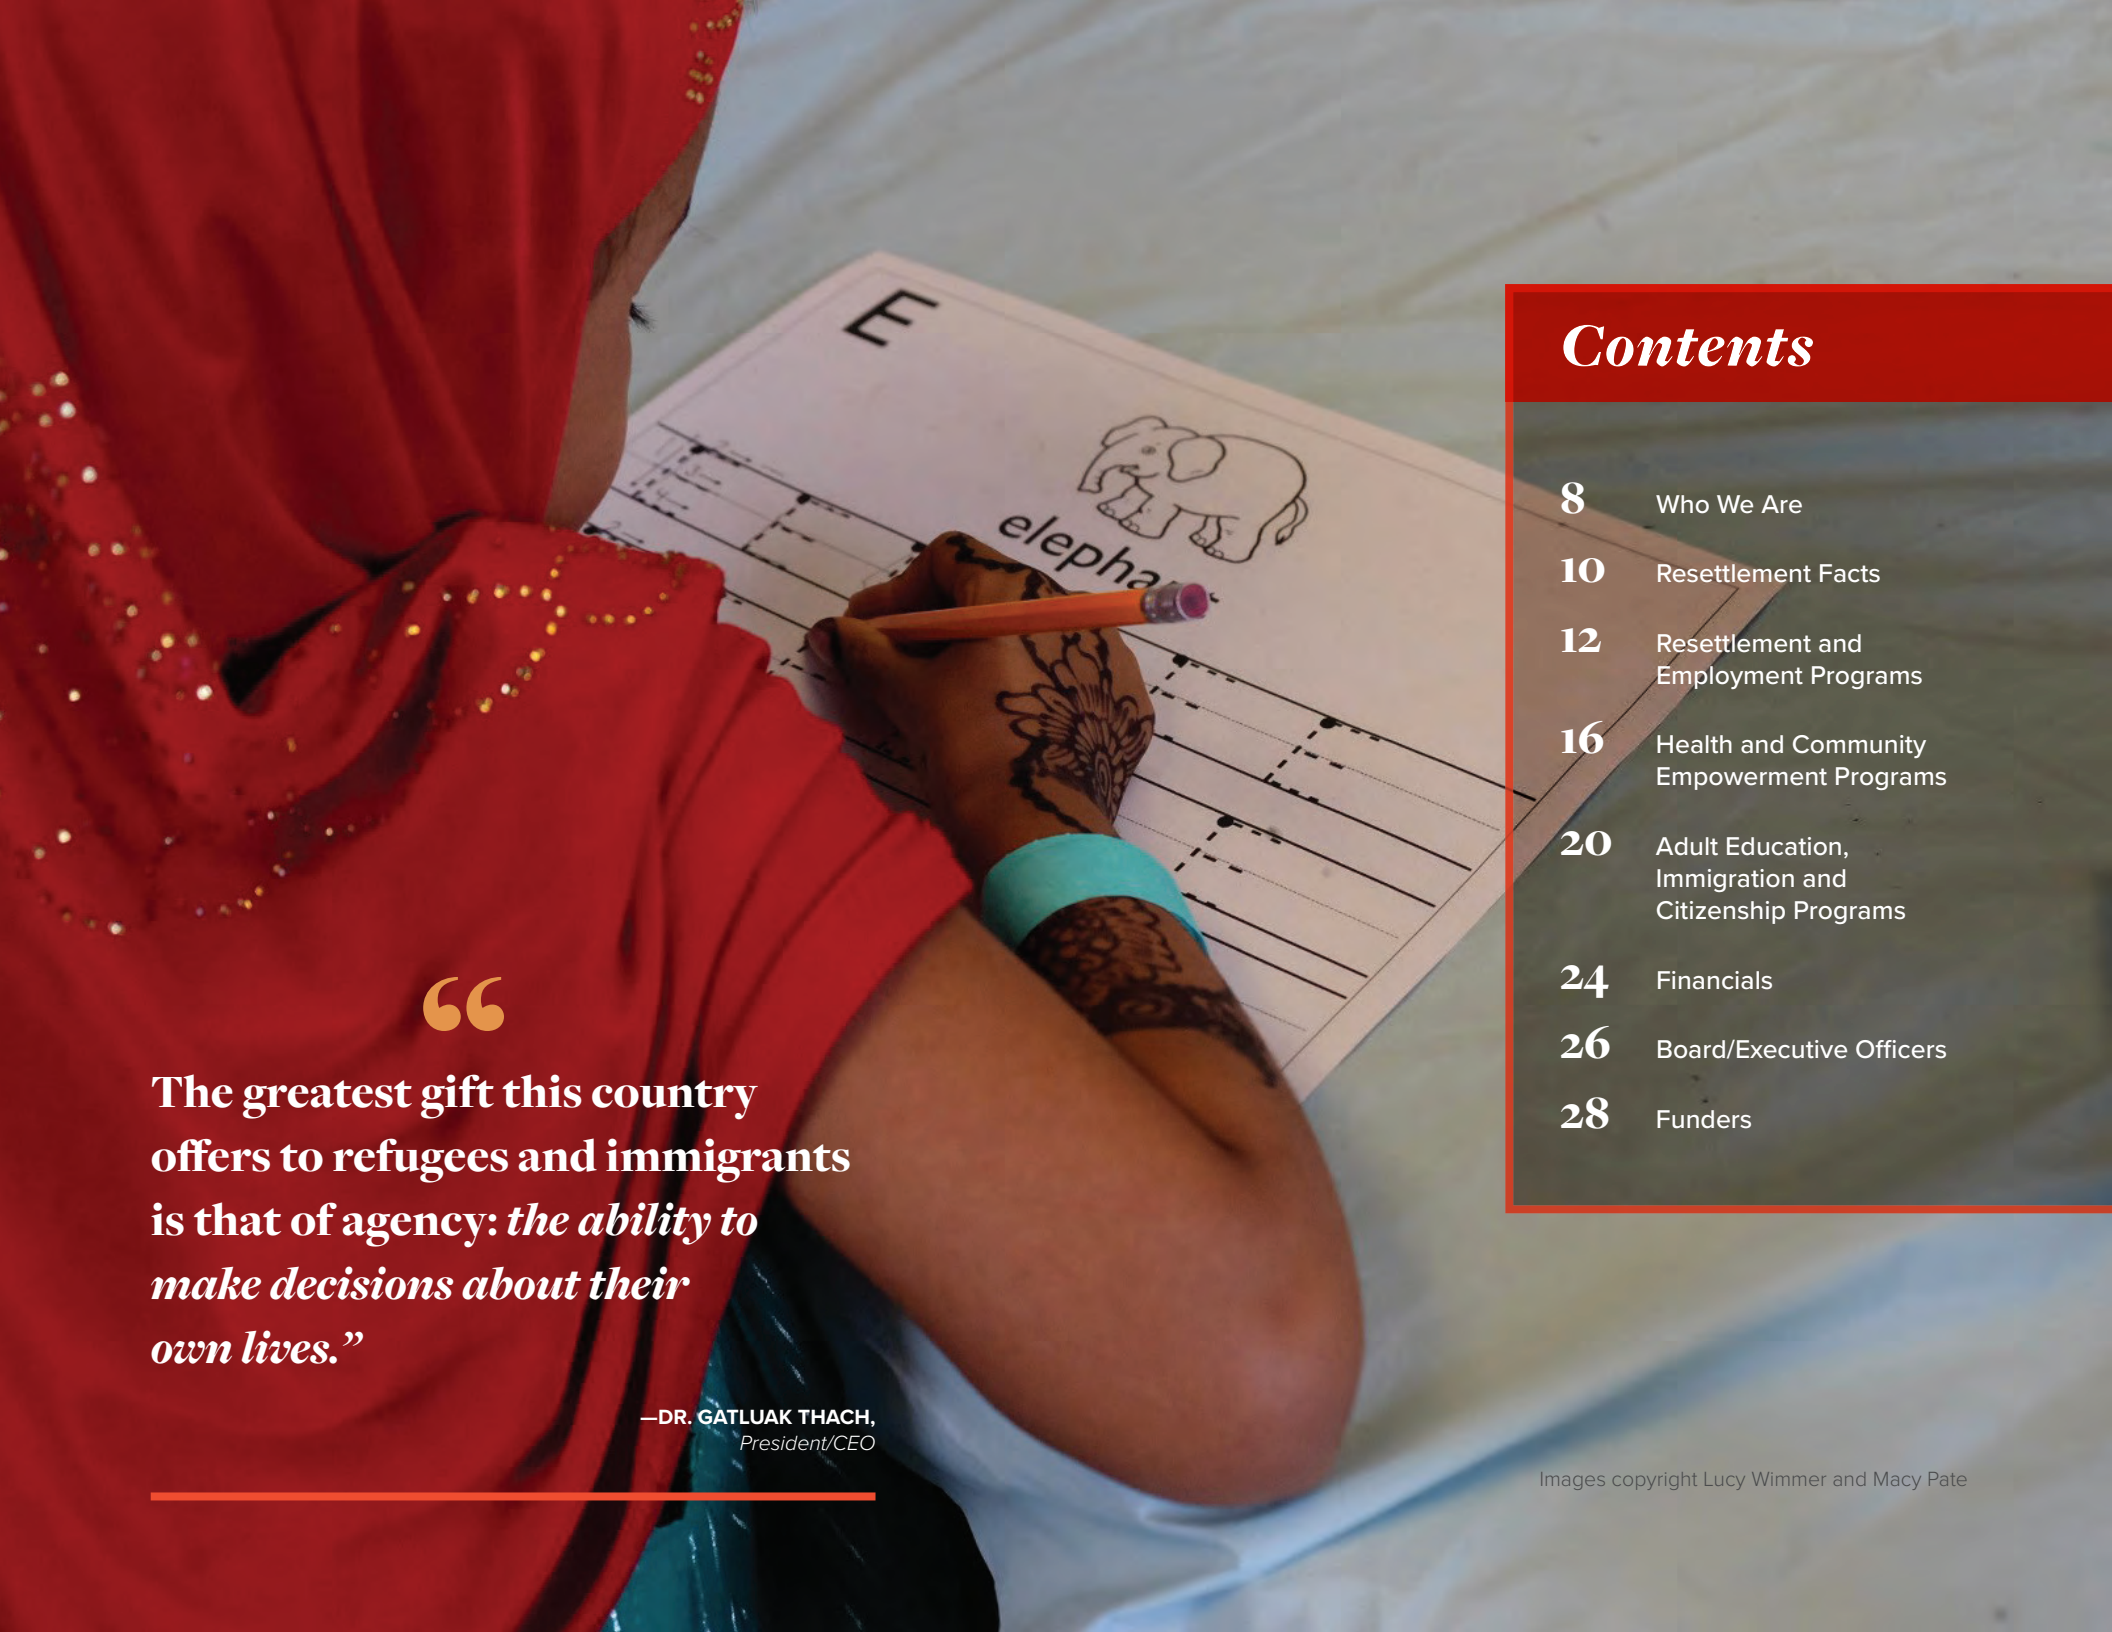 E
elepha
“
The greatest gift this country
offers to refugees and immigrants
is that of agency: the ability to
make decisions about their
own lives.”
—DR. GATLUAK THACH,
President/CEO
Contents
8 Who We Are
10 Resettlement Facts
12 Resettlement and
Employment Programs
16 Health and Community
Empowerment Programs
20 Adult Education,
Immigration and
Citizenship Programs
24 Financials
26 Board/Executive Officers
28 Funders
Images copyright Lucy Wimmer and Macy Pate